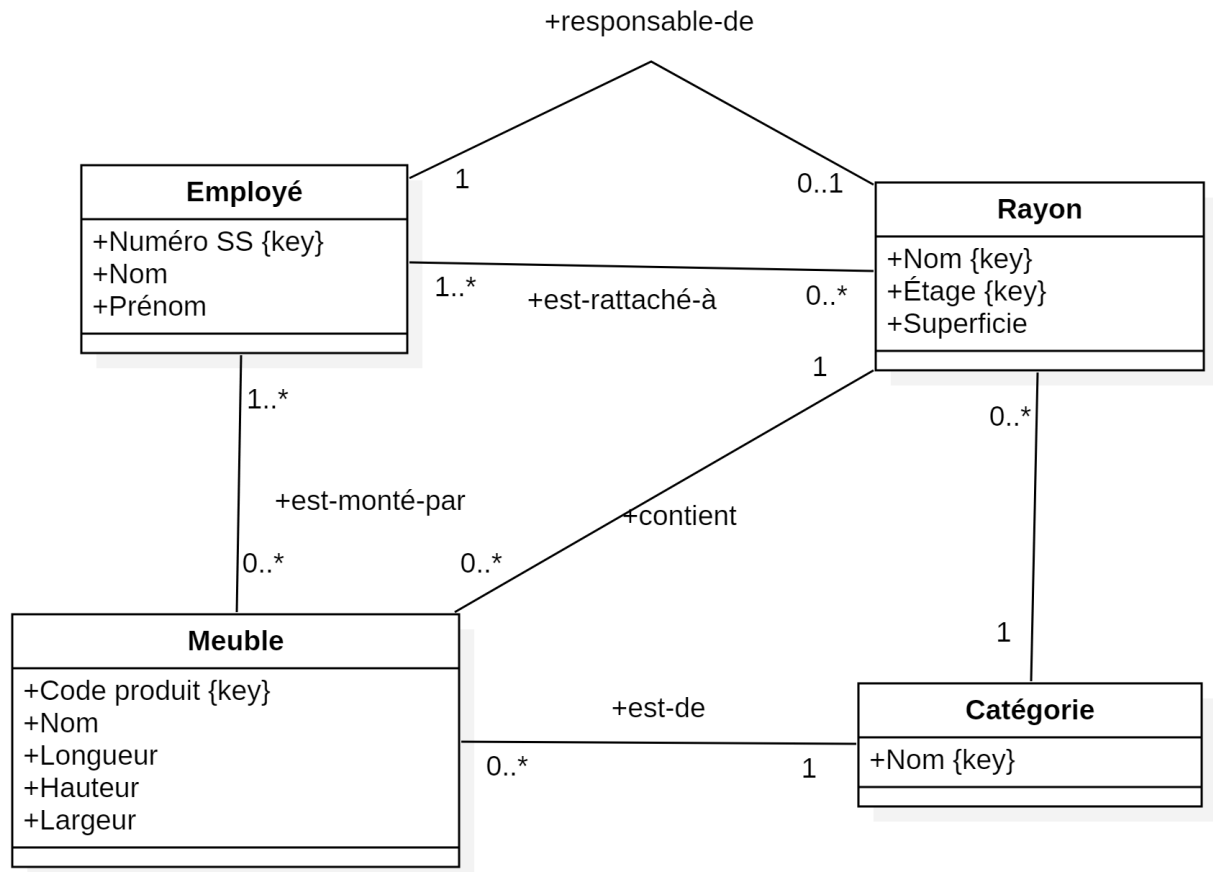 +responsable-de
1
0..1
Employé
+Numéro SS {key}
+Nom
+Prénom
Rayon
+Nom {key}
+Étage {key}
+Superficie
1..*
+est-rattaché-à
0..*
1
1..*
0..*
+est-monté-par
+contient
0..*
0..*
1
Meuble
+Code produit {key}
+Nom
+Longueur
+Hauteur
+Largeur
+est-de
0..*
1
Catégorie
+Nom {key}